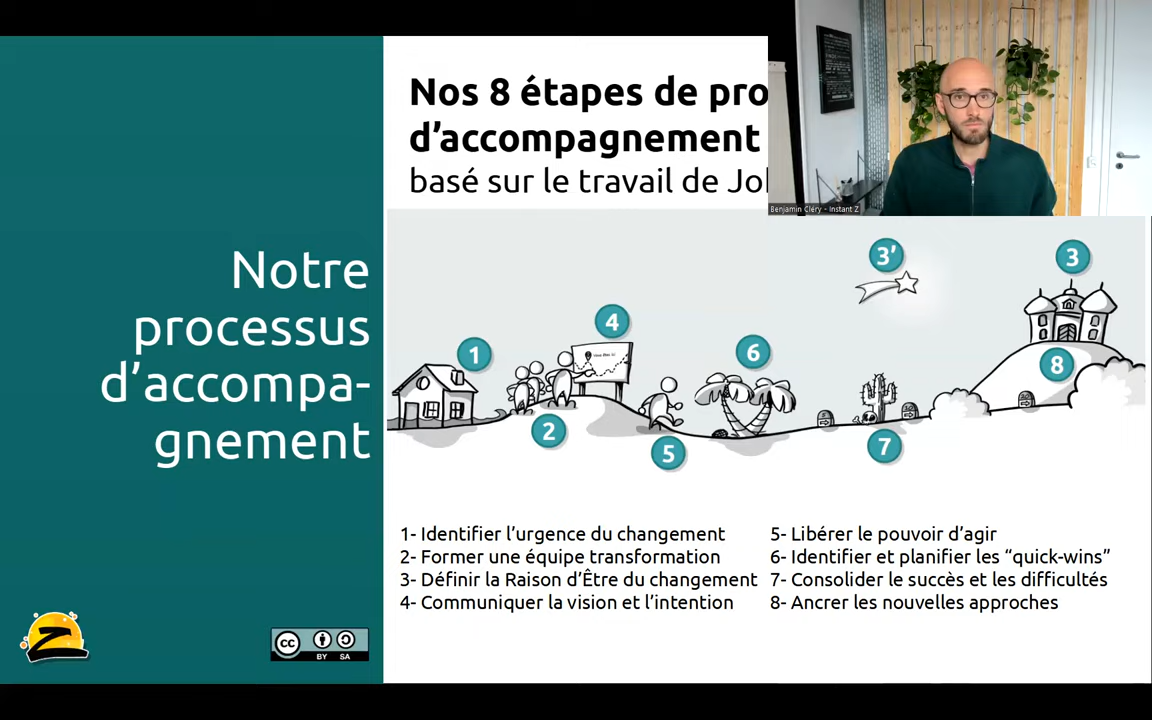 Nos 8 étapes de pro
d’accompagnement
basé sur le travail de Jo
Benjamin Cléry - Instant Z
Notre
processus
d’accompa-
gnement
3’
3
4
1
6
8
2
5
7
1- Identifier l’urgence du changement
2- Former une équipe transformation
3- Définir la Raison d’Être du changement
4- Communiquer la vision et l’intention
5- Libérer le pouvoir d’agir
6- Identifier et planifier les “quick-wins”
7- Consolider le succès et les difficultés
8- Ancrer les nouvelles approches
Z
cc
BY SA